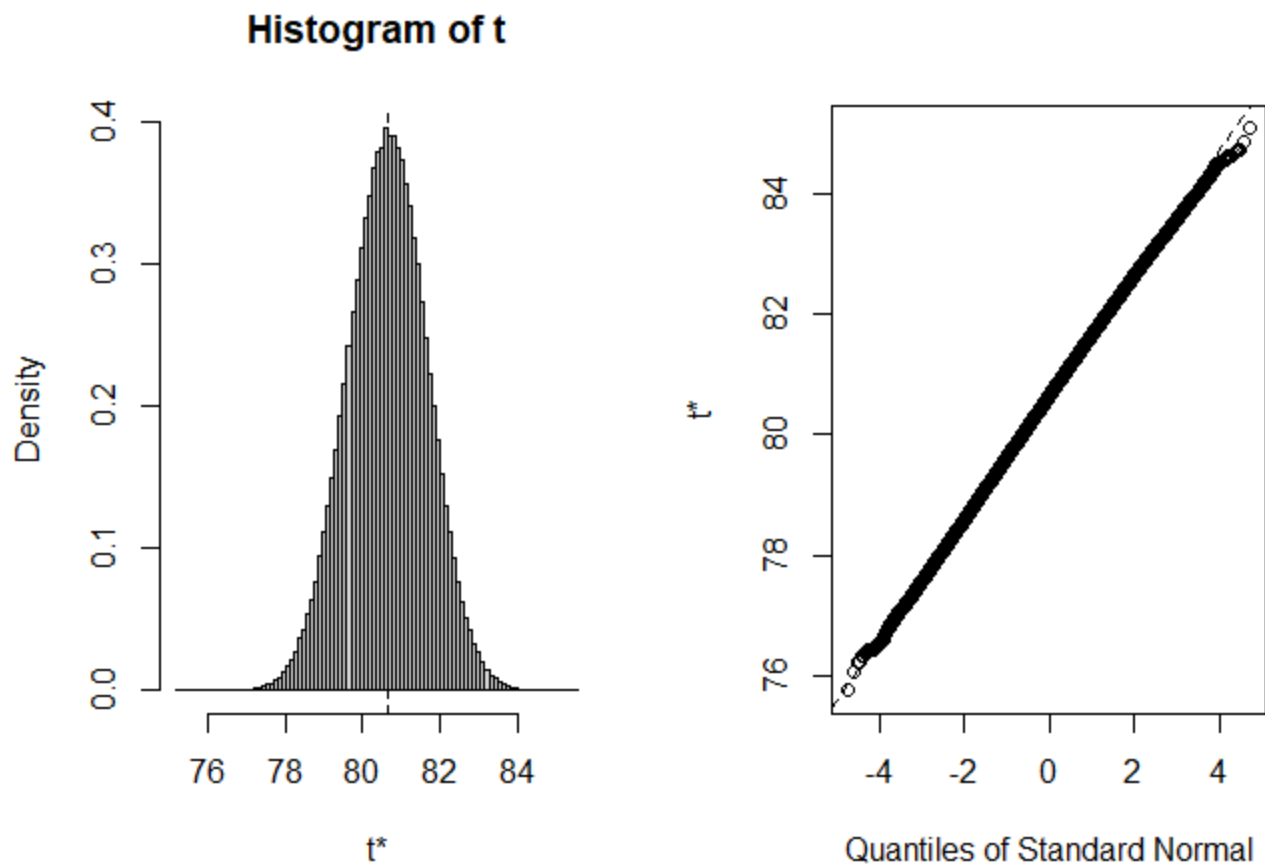 Histogram of t
Density
0.0 0.1 0.2 0.3 0.4
76 78 80 82 84
t*
t*
76 78 80 82 84
-4 -2 0 2 4
Quantiles of Standard Normal